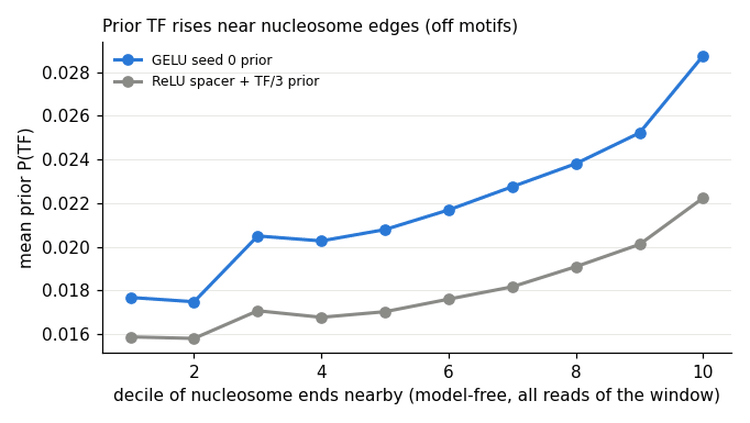 Prior TF rises near nucleosome edges (off motifs)
GELU seed 0 prior
ReLU spacer + TF/3 prior
mean prior P(TF)
0.028
0.026
0.024
0.022
0.020
0.018
0.016
2 4 6 8 10
decile of nucleosome ends nearby (model-free, all reads of the window)